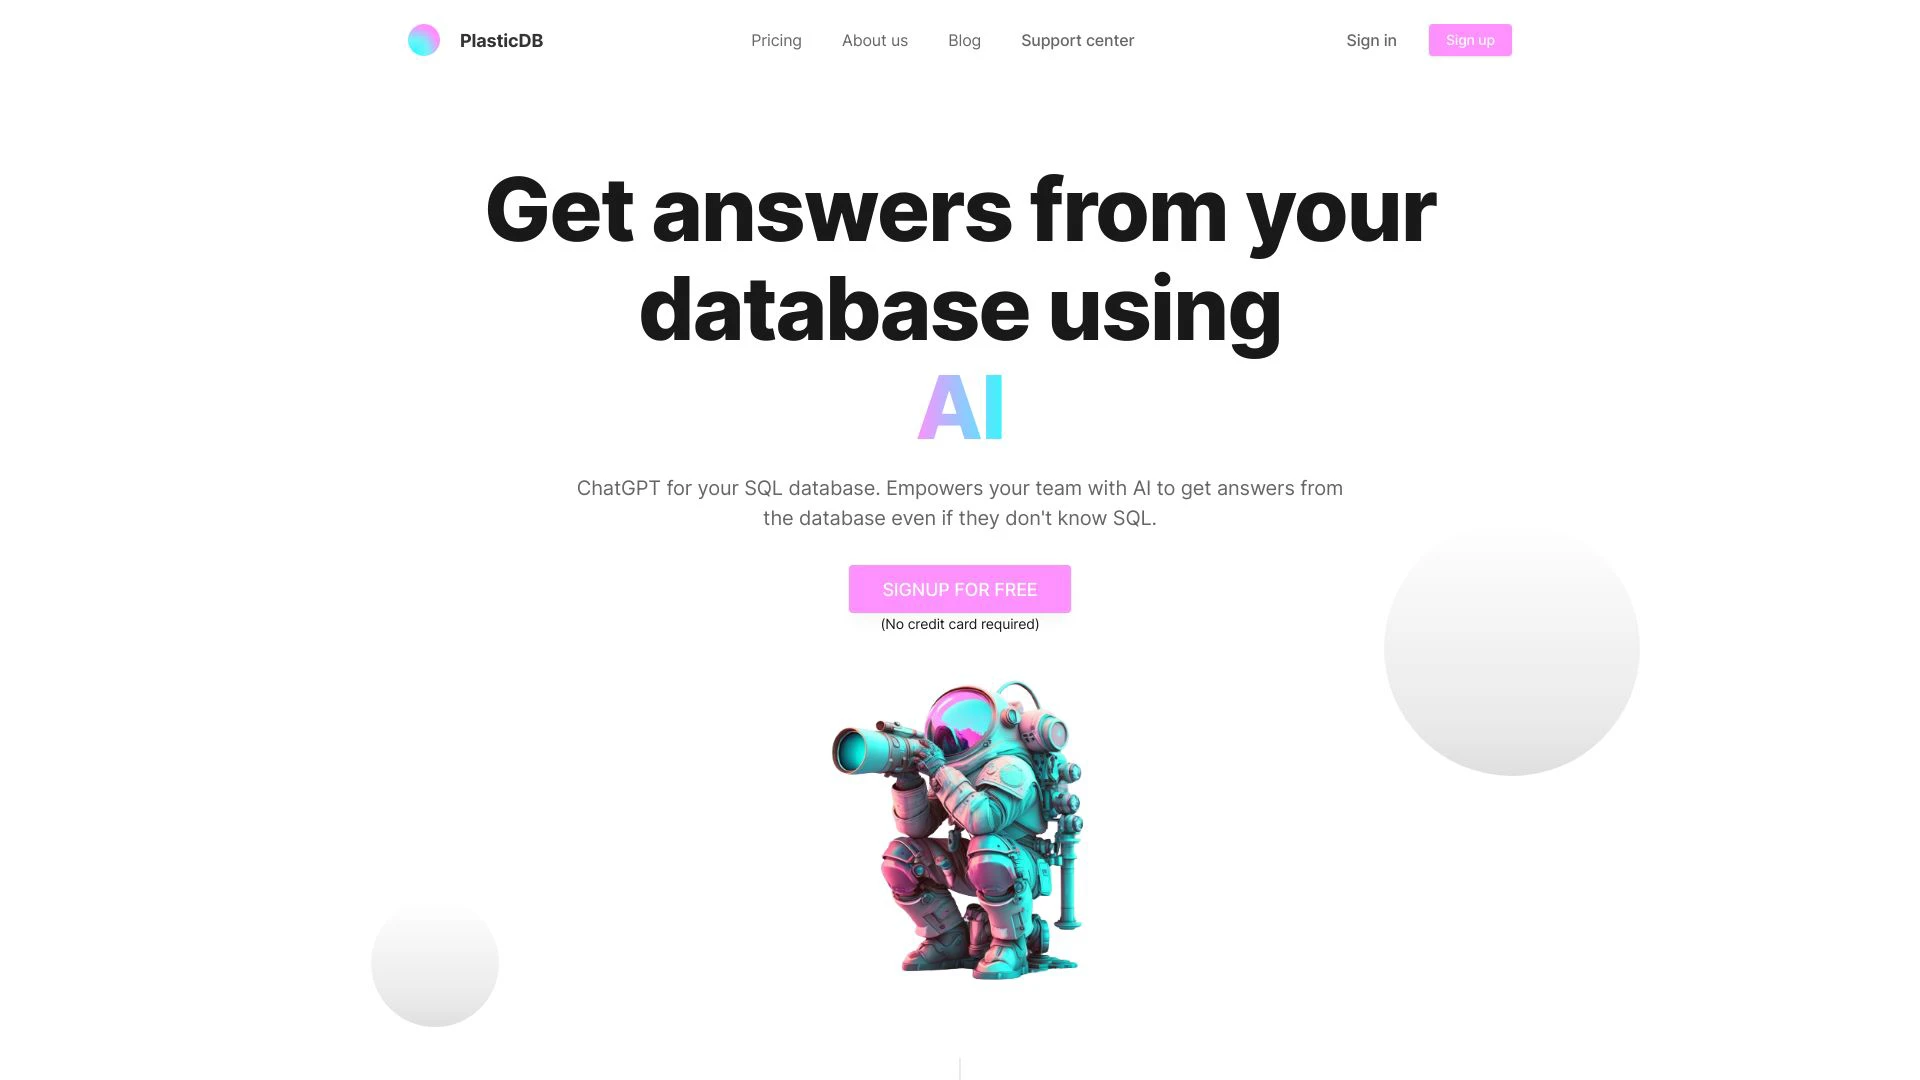 PlasticDB
Pricing
About us
Blog
Support center
Sign in
Sign up
Get answers from your
database using
AI
ChatGPT for your SQL database. Empowers your team with AI to get answers from
the database even if they don't know SQL.
SIGNUP FOR FREE
(No credit card required)